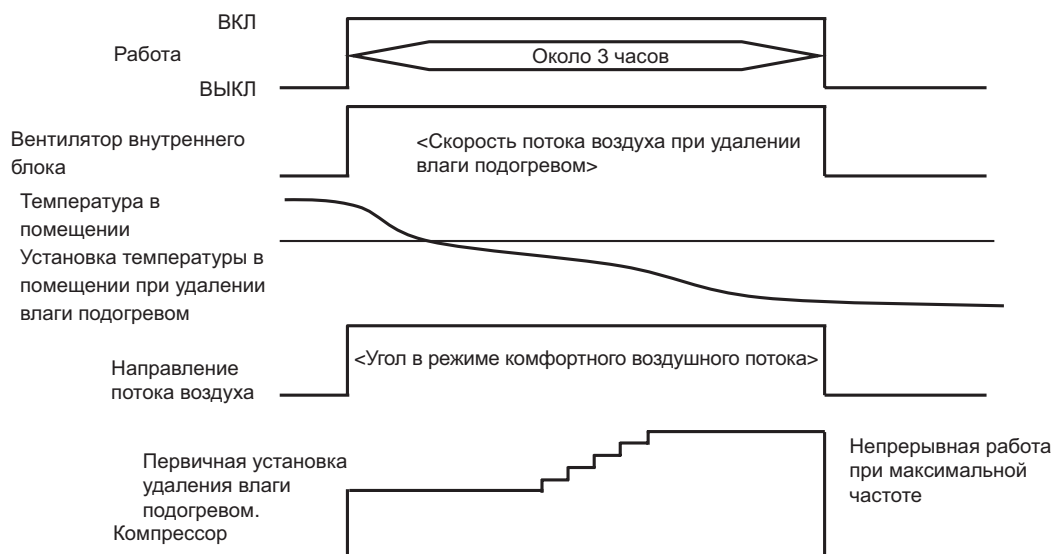 ВКЛ
Работа
Около 3 часов
ВЫКЛ
Вентилятор внутреннего
блока
<Скорость потока воздуха при удалении
влаги подогревом>
Температура в
помещении
Установка температуры в
помещении при удалении
влаги подогревом
<Угол в режиме комфортного воздушного потока>
Направление
потока воздуха
Первичная установка
удаления влаги
подогревом.
Компрессор
Непрерывная работа
при максимальной
частоте